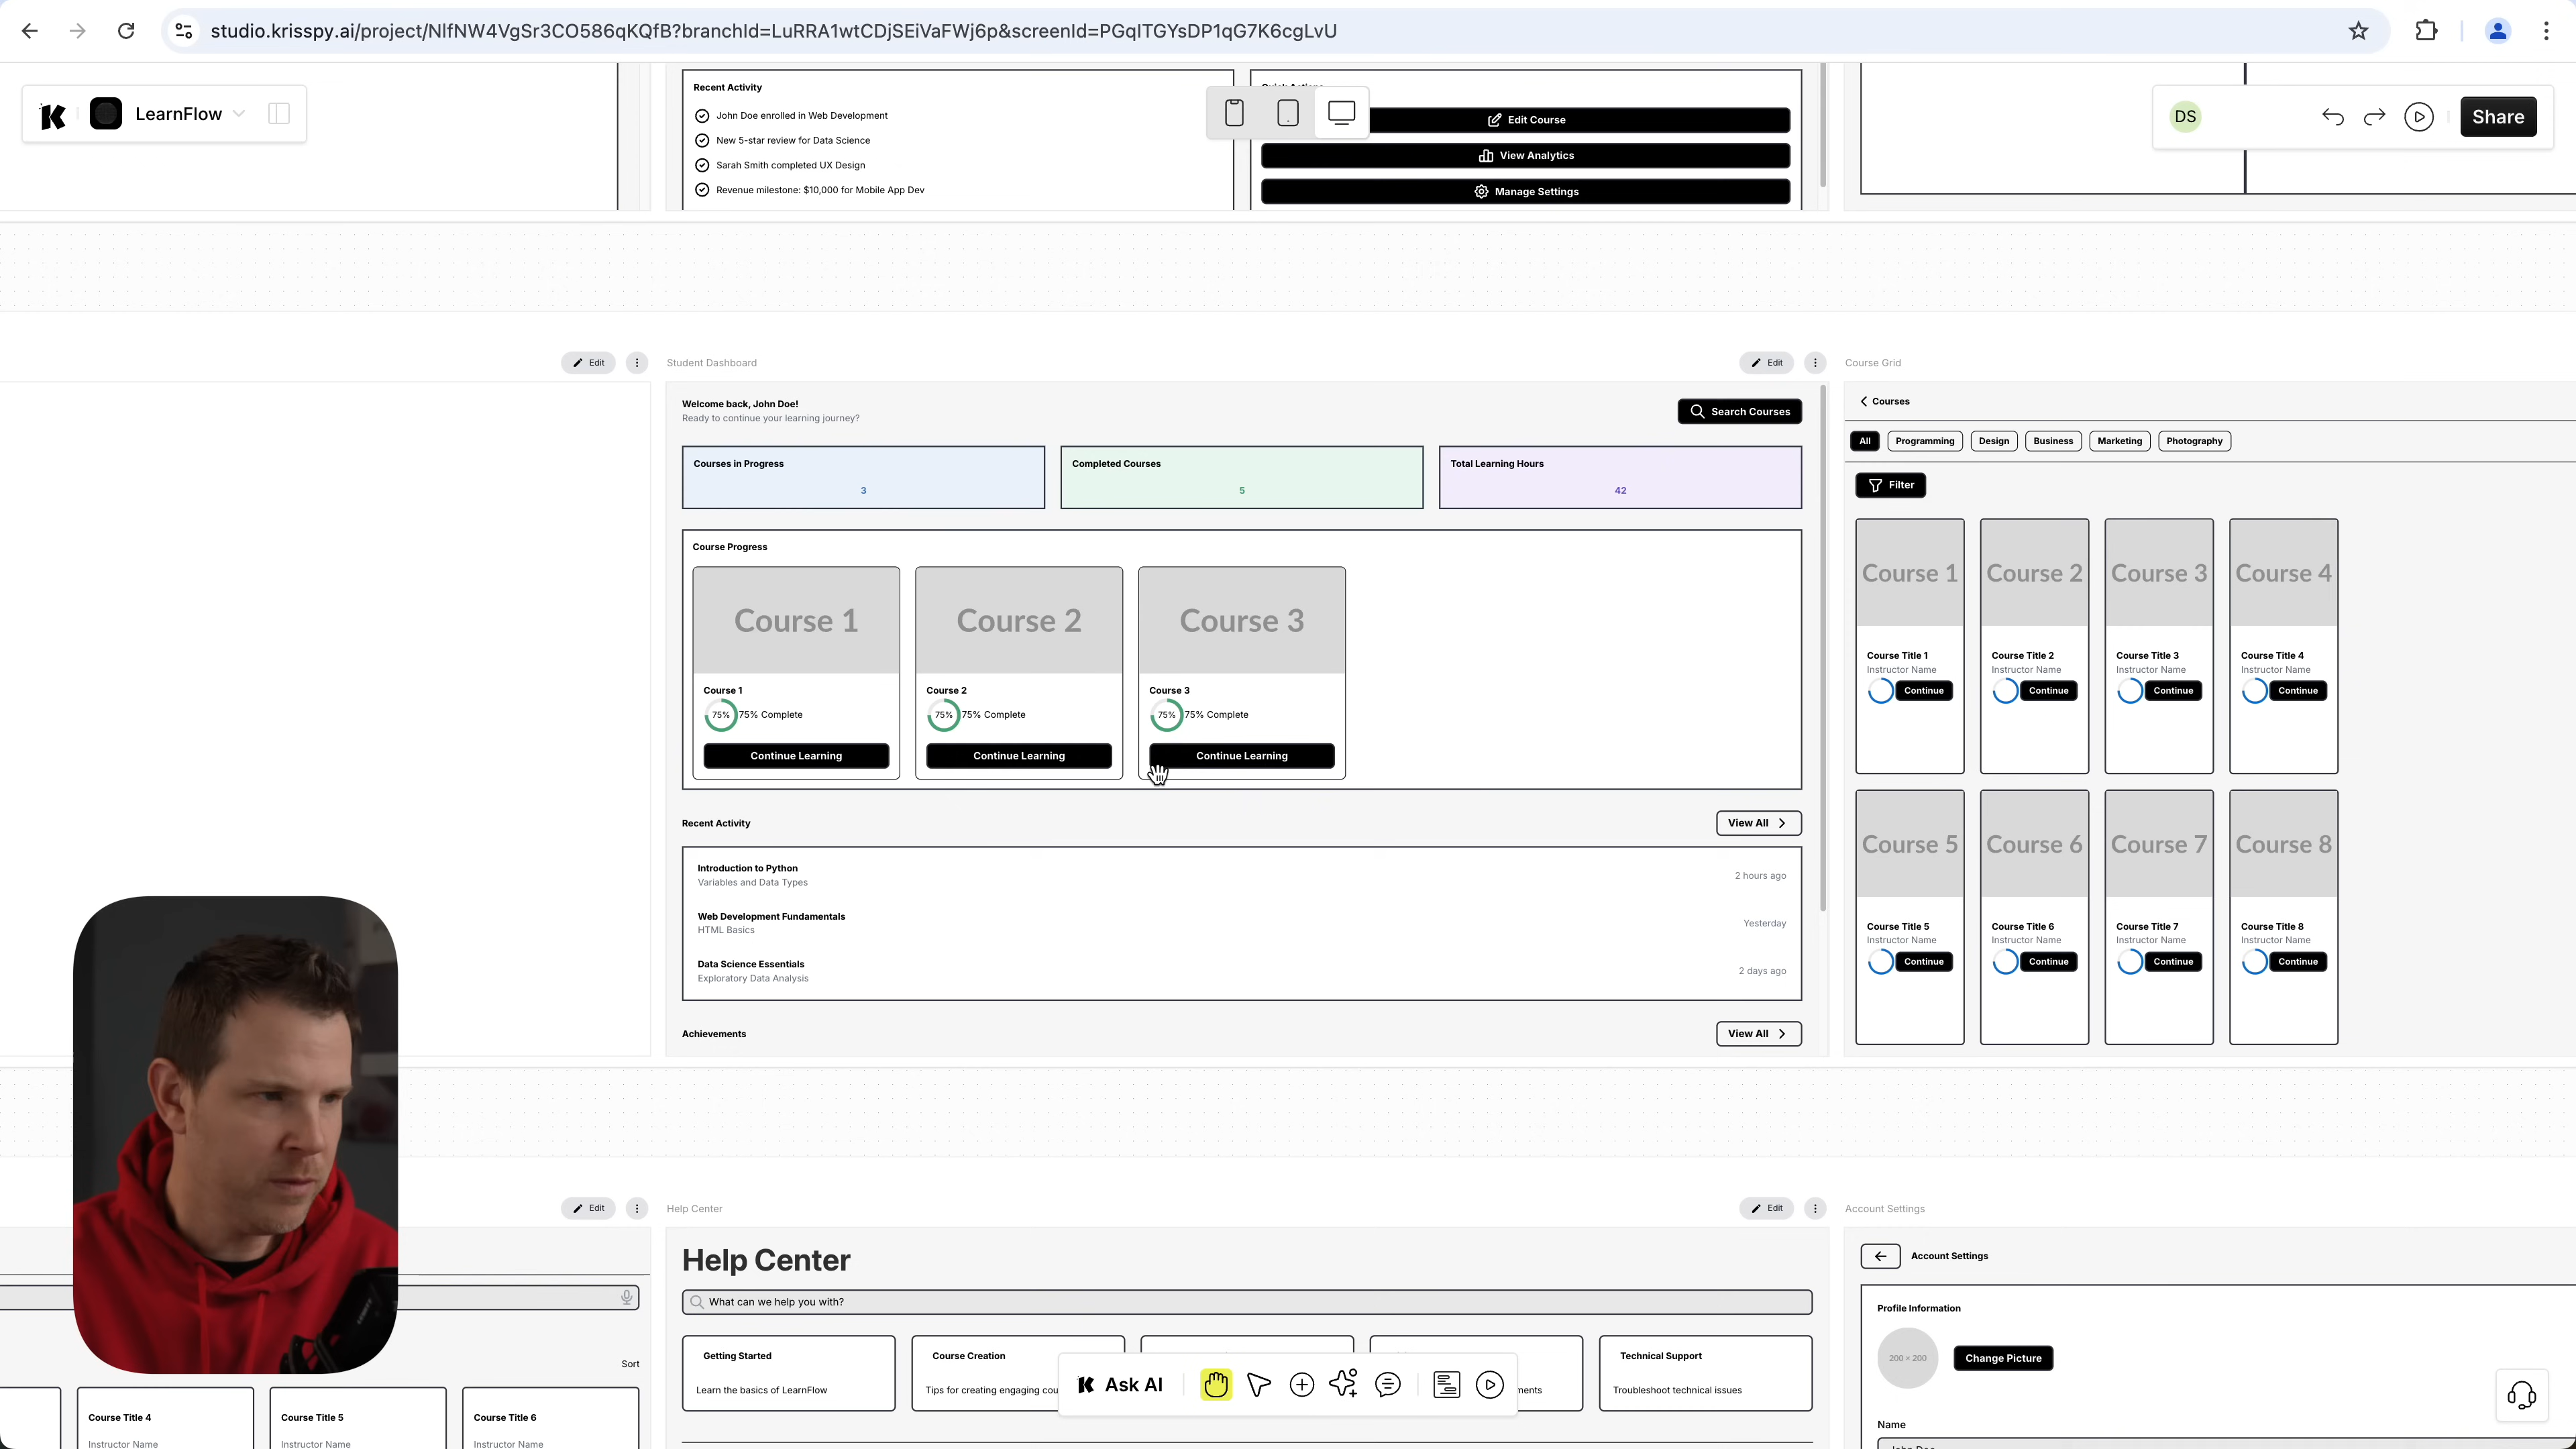 studio.krisspy.ai/project/NlfNW4VgSr3CO586qKQfB?branchId=LuRRA1wtCDjSEiVaFWj6p&screenId=PGqITGYsDP1qG7K6cgLvU
LearnFlow
DS
Share
Recent Activity
John Doe enrolled in Web Development
New 5-star review for Data Science
Sarah Smith completed UX Design
Revenue milestone: $10,000 for Mobile App Dev
Edit Course
View Analytics
Manage Settings
Edit
Student Dashboard
Edit
Welcome back, John Doe!
Ready to continue your learning journey?
Search Courses
Courses in Progress
3
Completed Courses
5
Total Learning Hours
42
Course Progress
Course 1
Course 2
Course 3
Course 1
75%
75% Complete
Continue Learning
Course 2
75%
75% Complete
Continue Learning
Course 3
75%
75% Complete
Continue Learning
Recent Activity
View All
Introduction to Python
Variables and Data Types
2 hours ago
Web Development Fundamentals
HTML Basics
Yesterday
Data Science Essentials
Exploratory Data Analysis
2 days ago
Achievements
View All
Course Grid
Courses
All
Programming
Design
Business
Marketing
Photography
Filter
Course 1
Course 2
Course 3
Course 4
Course Title 1
Instructor Name
Continue
Course Title 2
Instructor Name
Continue
Course Title 3
Instructor Name
Continue
Course Title 4
Instructor Name
Continue
Course 5
Course 6
Course 7
Course 8
Course Title 5
Instructor Name
Continue
Course Title 6
Instructor Name
Continue
Course Title 7
Instructor Name
Continue
Course Title 8
Instructor Name
Continue
Edit
Sort
Course Title 4
Instructor Name
Course Title 5
Instructor Name
Course Title 6
Instructor Name
Help Center
Edit
Help Center
What can we help you with?
Getting Started
Learn the basics of LearnFlow
Course Creation
Tips for creating engaging
Technical Support
Troubleshoot technical issues
Ask AI
Account Settings
Account Settings
Profile Information
200 × 200
Change Picture
Name